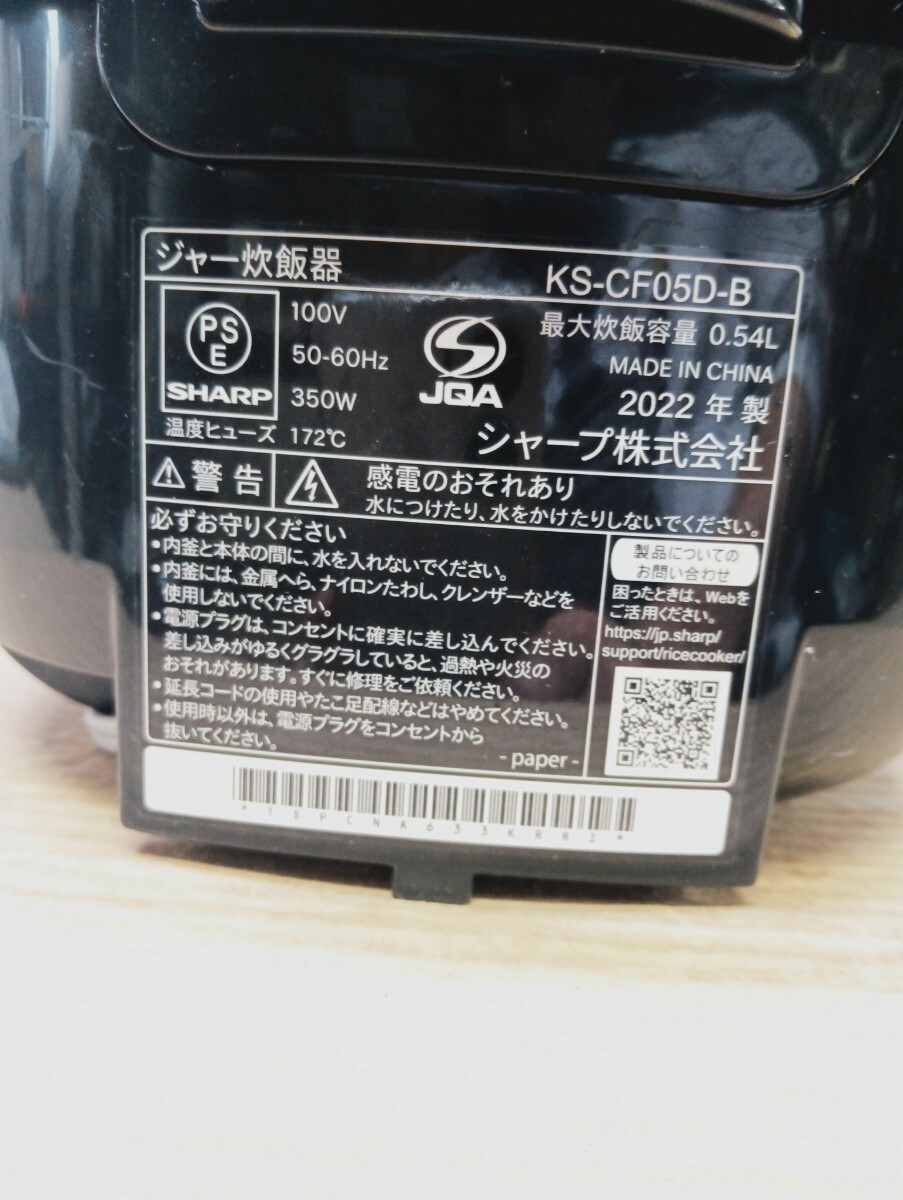 ジャー炊飯器 KS-CF05D-B
PS
E
SHARP
100V
50-60Hz
350W
温度ヒューズ 172℃
JQA
最大炊飯容量 0.54L
MADE IN CHINA
2022 年 製
シャープ株式会社
警告
感電のおそれあり
水につけたり、水をかけたりしないでください。
必ずお守りください
•内釜と本体の間に、水を入れないでください。
•内釜には、金属へら、ナイロンたわし、クレンザーなどを
使用しないでください。
•電源プラグは、コンセントに確実に差し込んでください。
差し込みがゆるくグラグラしていると、過熱や火災の
おそれがあります。すぐに修理をご依頼ください。
•延長コードの使用やたこ足配線などはやめてください。
•使用時以外は、電源プラグをコンセントから
抜いてください。
- paper -
製品についての
お問い合わせ
困ったときは、Webを
ご活用ください。
https://jp.sharp/
support/ricecooker/